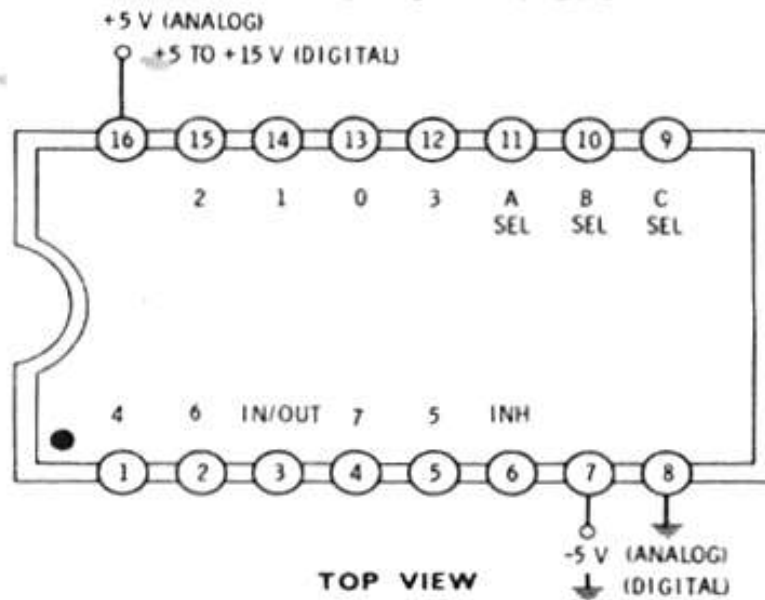 +5 V (ANALOG)
+5 TO +15 V (DIGITAL)
16 15 14 13 12 11 10 9
2 1 0 3 A SEL B SEL C SEL
4 6 IN/OUT 7 5 INH
1 2 3 4 5 6 7 8
-5 V (ANALOG)
(DIGITAL)
TOP VIEW